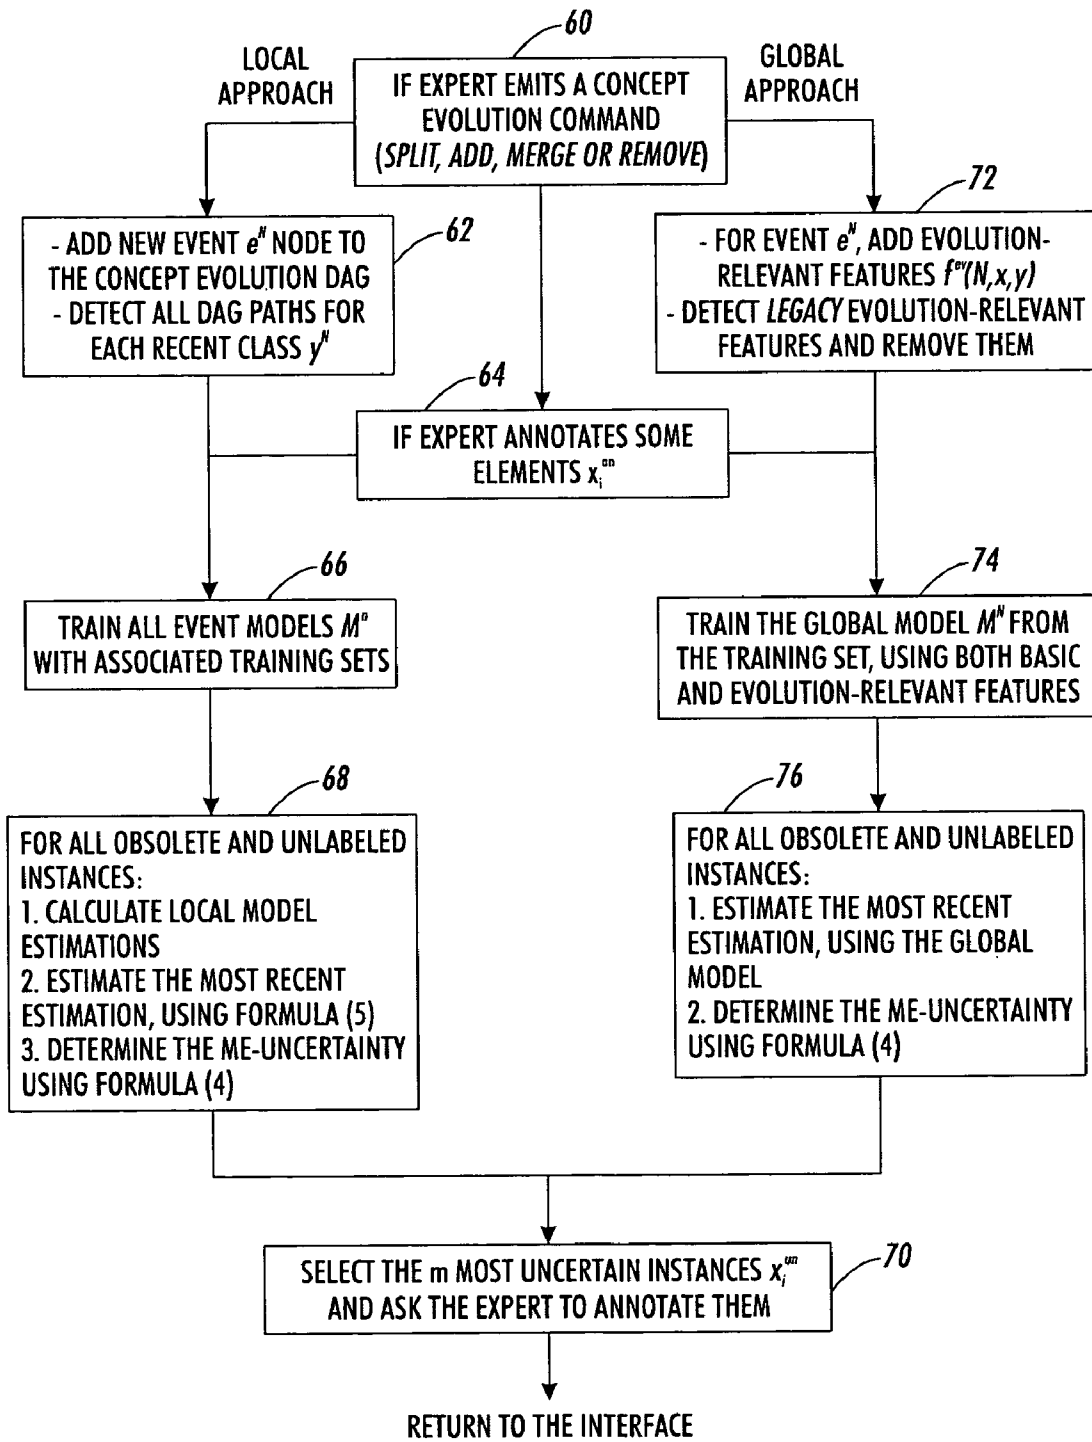 60
LOCAL
APPROACH
IF EXPERT EMITS A CONCEPT
EVOLUTION COMMAND
(SPLIT, ADD, MERGE OR REMOVE)
GLOBAL
APPROACH
62
- ADD NEW EVENT e^N NODE TO
THE CONCEPT EVOLUTION DAG
- DETECT ALL DAG PATHS FOR
EACH RECENT CLASS y^N
72
- FOR EVENT e^N, ADD EVOLUTION-
RELEVANT FEATURES f^ev(N,x,y)
- DETECT LEGACY EVOLUTION-RELEVANT
FEATURES AND REMOVE THEM
64
IF EXPERT ANNOTATES SOME
ELEMENTS x_i^an
66
TRAIN ALL EVENT MODELS M^n
WITH ASSOCIATED TRAINING SETS
74
TRAIN THE GLOBAL MODEL M^N FROM
THE TRAINING SET, USING BOTH BASIC
AND EVOLUTION-RELEVANT FEATURES
68
FOR ALL OBSOLETE AND UNLABELED
INSTANCES:
1. CALCULATE LOCAL MODEL
ESTIMATIONS
2. ESTIMATE THE MOST RECENT
ESTIMATION, USING FORMULA (5)
3. DETERMINE THE ME-UNCERTAINTY
USING FORMULA (4)
76
FOR ALL OBSOLETE AND UNLABELED
INSTANCES:
1. ESTIMATE THE MOST RECENT
ESTIMATION, USING THE GLOBAL
MODEL
2. DETERMINE THE ME-UNCERTAINTY
USING FORMULA (4)
70
SELECT THE m MOST UNCERTAIN INSTANCES x_i^un
AND ASK THE EXPERT TO ANNOTATE THEM
RETURN TO THE INTERFACE